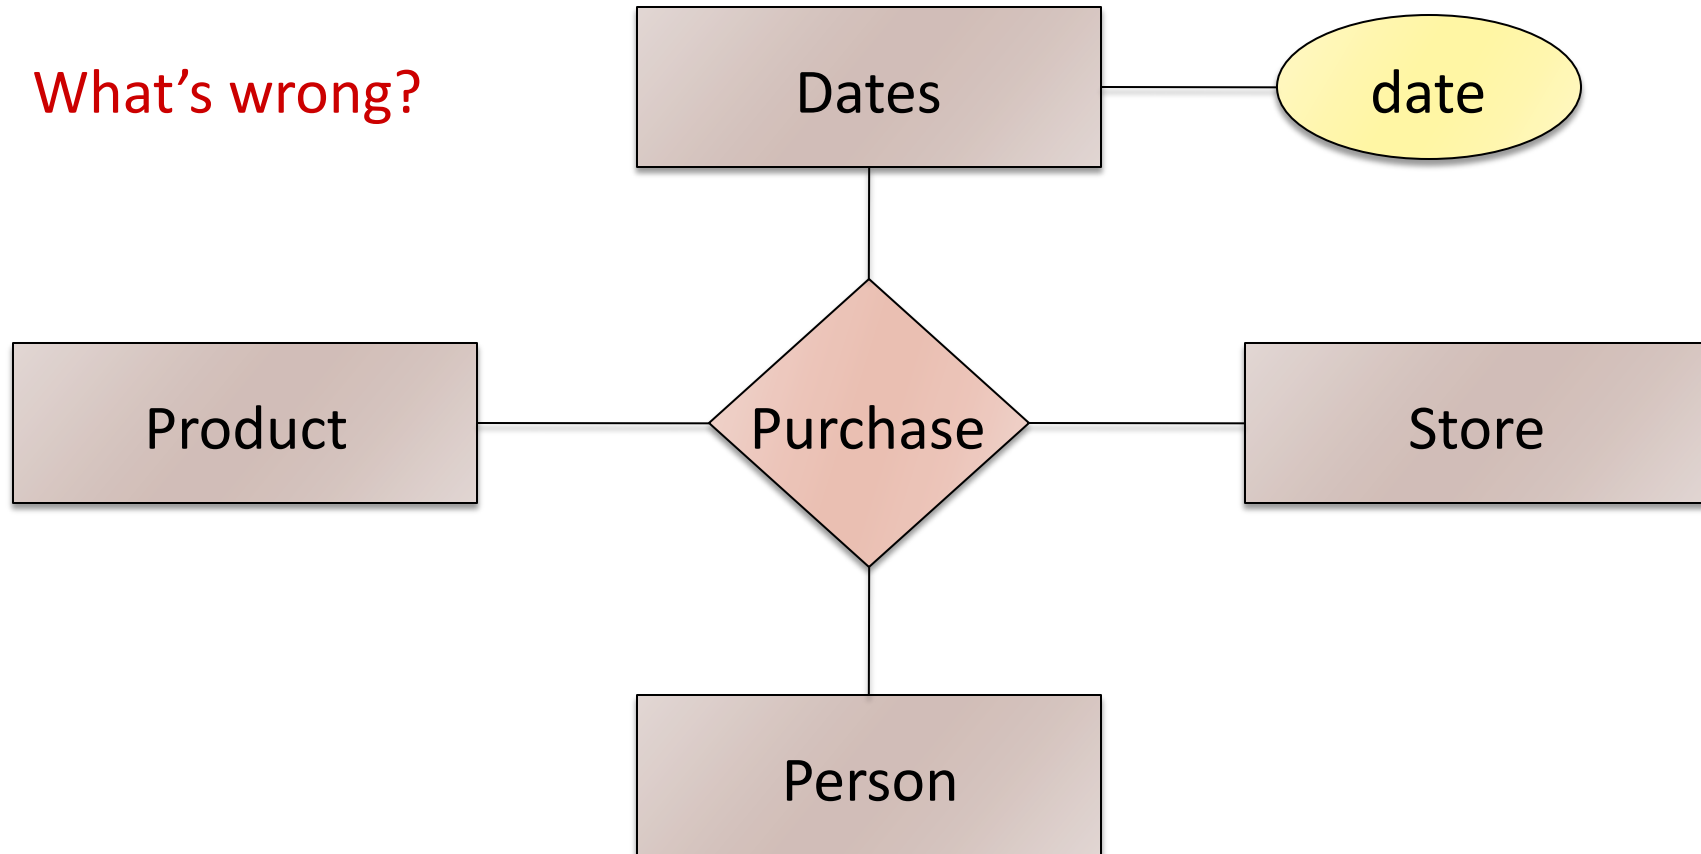 What’s wrong?
Dates
date
Product
Purchase
Store
Person